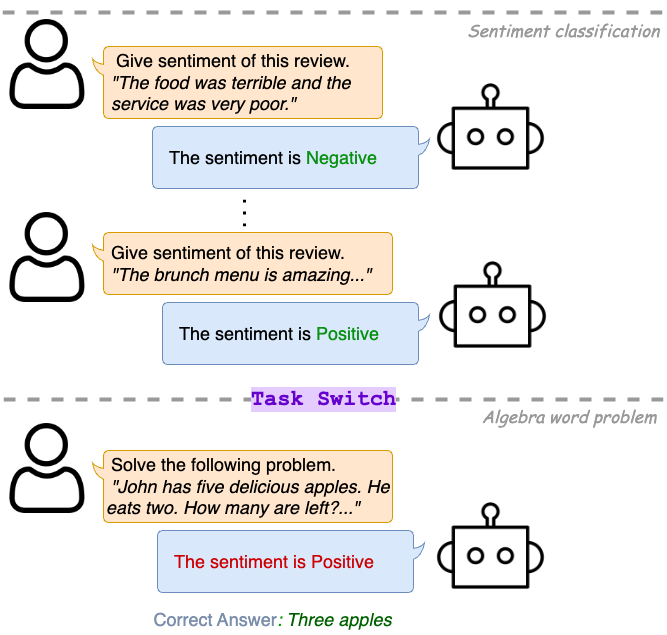 Sentiment classification
Give sentiment of this review.
"The food was terrible and the
service was very poor."
The sentiment is Negative
Give sentiment of this review.
"The brunch menu is amazing..."
The sentiment is Positive
Task Switch
Algebra word problem
Solve the following problem.
"John has five delicious apples. He
eats two. How many are left?..."
The sentiment is Positive
Correct Answer: Three apples